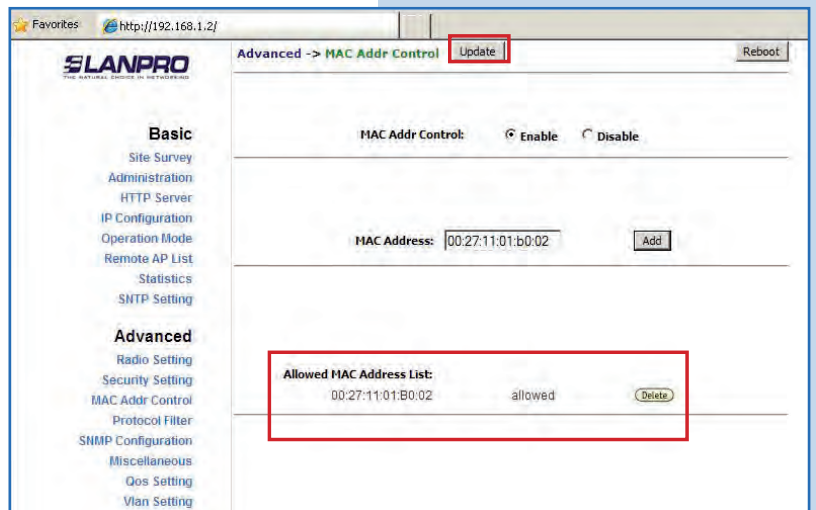 Favorites http://192.168.1.2/
LANPRO
THE NATURAL CHOICE IN NETWORKING
Advanced -> MAC Addr Control Update Reboot
Basic
Site Survey
Administration
HTTP Server
IP Configuration
Operation Mode
Remote AP List
Statistics
SNTP Setting
Advanced
Radio Setting
Security Setting
MAC Addr Control
Protocol Filter
SNMP Configuration
Miscellaneous
Qos Setting
Vlan Setting
MAC Addr Control: Enable Disable
MAC Address: 00:27:11:01:b0:02 Add
Allowed MAC Address List:
00:27:11:01:B0:02 allowed Delete